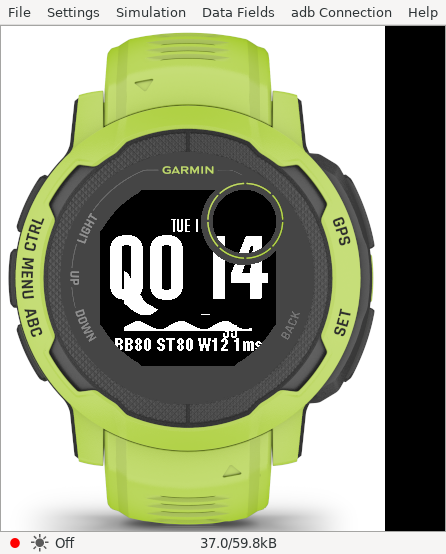 File Settings Simulation Data Fields adb Connection Help
GARMIN
LIGHT
CTRL
MENU
UP
ABC
DOWN
GPS
SET
BACK
TUE
QO 14
BB80 ST80 W12 1ms
Off
37.0/59.8kB